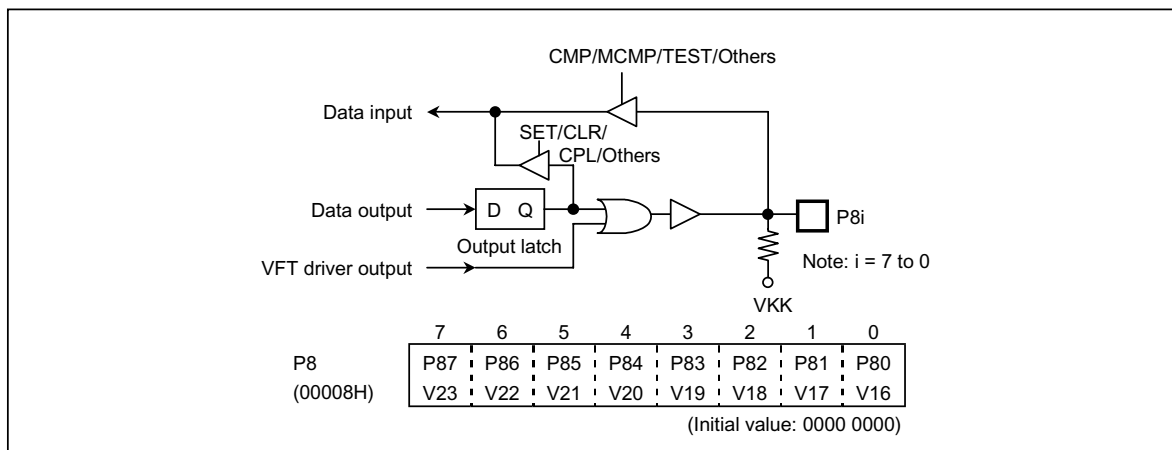 CMP/MCMP/TEST/Others
Data input
SET/CLR/
CPL/Others
Data output
D Q
P8i
Output latch
VFT driver output
Note: i = 7 to 0
VKK
7 6 5 4 3 2 1 0
P8 P87 P86 P85 P84 P83 P82 P81 P80
(00008H) V23 V22 V21 V20 V19 V18 V17 V16
(Initial value: 0000 0000)